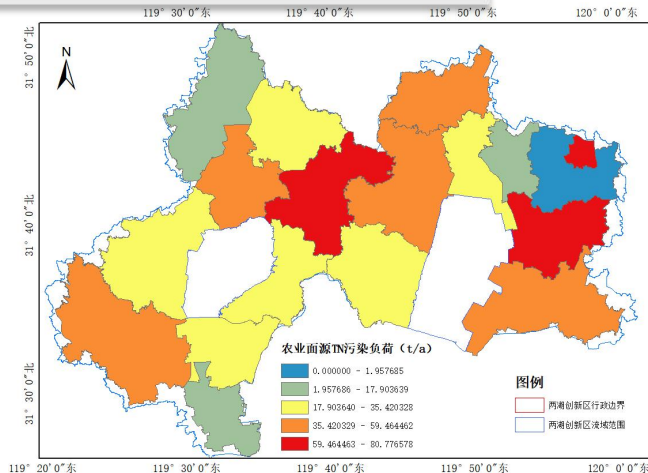 119° 30′0″东 119° 40′0″东 119° 50′0″东 120° 0′0″东
31° 50′0″北
N
31° 40′0″北
31° 30′0″北
农业面源TN污染负荷（t/a）
0.000000 - 1.957685
1.957686 - 17.903639
17.903640 - 35.420328
35.420329 - 59.464462
59.464463 - 80.776578
图例
两湖创新区行政边界
两湖创新区流域范围
119° 20′0″东 119° 30′0″东 119° 40′0″东 119° 50′0″东 120° 0′0″东